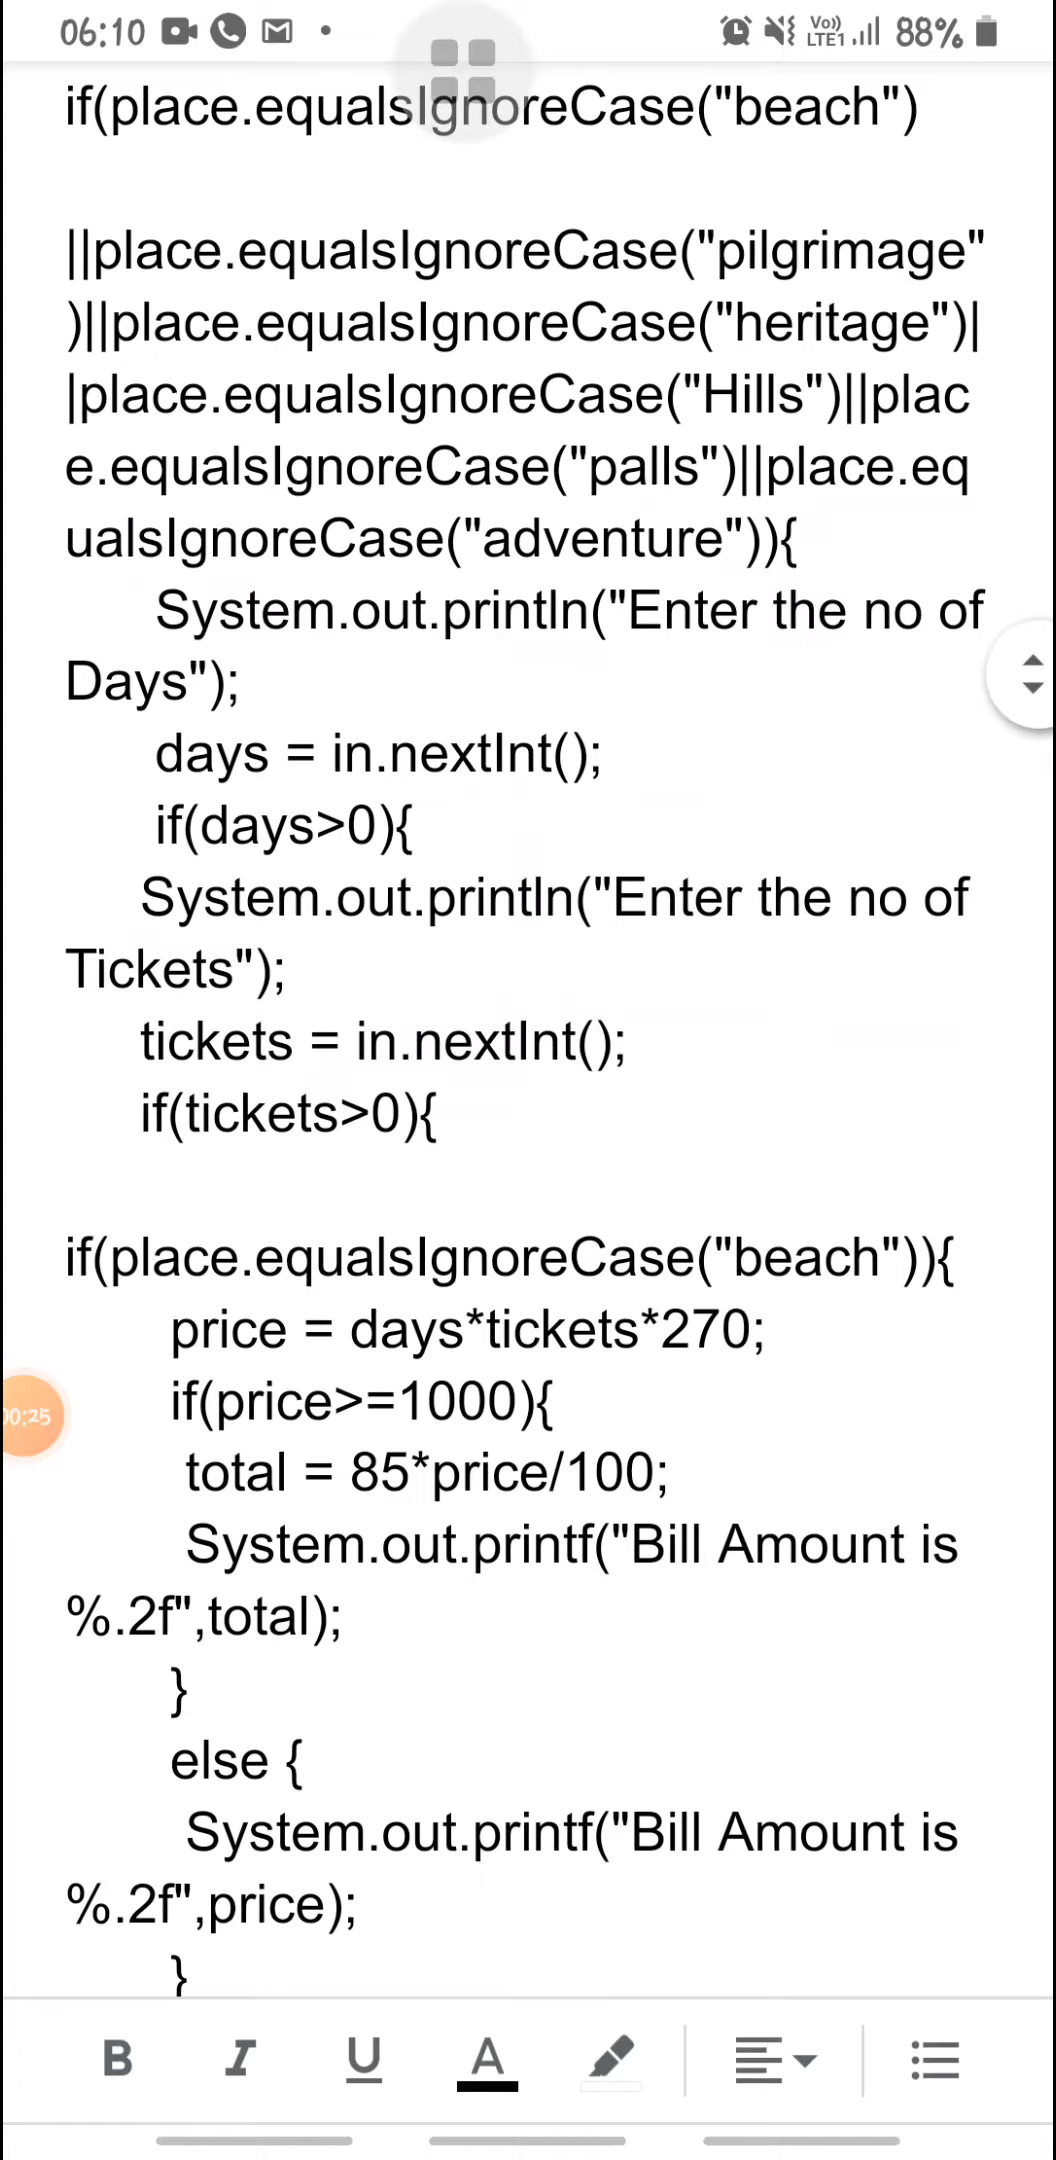 06:10 Vo)) LTE1 88%
if(place.equalsIgnoreCase("beach")
||place.equalsIgnoreCase("pilgrimage"
)||place.equalsIgnoreCase("heritage")|
|place.equalsIgnoreCase("Hills")||plac
e.equalsIgnoreCase("palls")||place.eq
ualsIgnoreCase("adventure")){
System.out.println("Enter the no of
Days");
days = in.nextInt();
if(days>0){
System.out.println("Enter the no of
Tickets");
tickets = in.nextInt();
if(tickets>0){
if(place.equalsIgnoreCase("beach")){
price = days*tickets*270;
if(price>=1000){
00:25
total = 85*price/100;
System.out.printf("Bill Amount is
%.2f",total);
}
else {
System.out.printf("Bill Amount is
%.2f",price);
}
B I U A